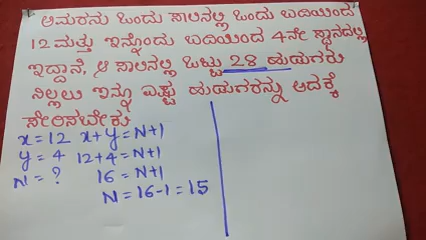 ಅಮರನು ಒಂದು ಸಾಲಿನಲ್ಲಿ ಒಂದು ಬದಿಯಿಂದ
12 ಮತ್ತು ಇನ್ನೊಂದು ಬದಿಯಿಂದ 4ನೇ ಸ್ಥಾನದಲ್ಲಿ
ಇದ್ದಾನೆ, ಆ ಸಾಲಿನಲ್ಲಿ ಒಟ್ಟು 28 ಹುಡುಗರು
ನಿಲ್ಲಲು ಇನ್ನೂ ಎಷ್ಟು ಹುಡುಗರನ್ನು ಅದಕ್ಕೆ
ಸೇರಿಸಬೇಕು
x = 12 x + y = N+1
y = 4 12 + 4 = N+1
N = ? 16 = N+1
N = 16 - 1 = 15